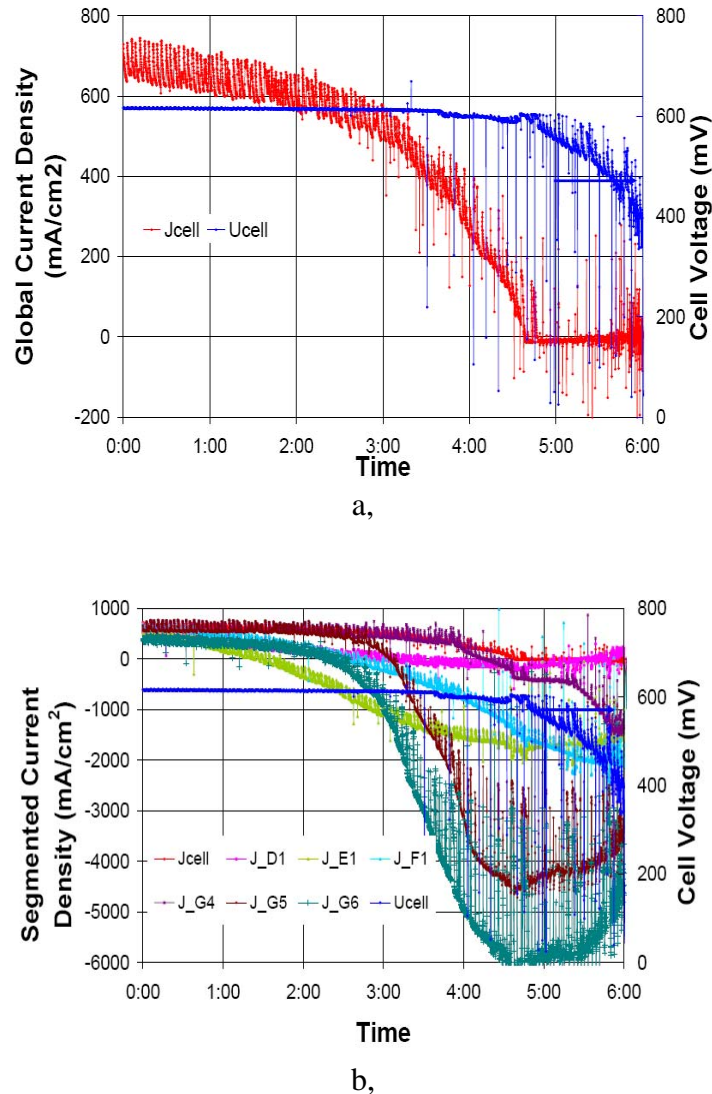 800 800
600 600
400 400
200 200
0
-200 0
0:00 1:00 2:00 3:00 4:00 5:00 6:00
Global Current Density
(mA/cm2)
Cell Voltage (mV)
Jcell Ucell
Time
a,
1000 800
0
-1000 600
-2000
400
-3000
-4000 200
-5000
-6000 0
0:00 1:00 2:00 3:00 4:00 5:00 6:00
Segmented Current
Density (mA/cm²)
Cell Voltage (mV)
Jcell J_D1 J_E1 J_F1
J_G4 J_G5 J_G6 Ucell
Time
b,